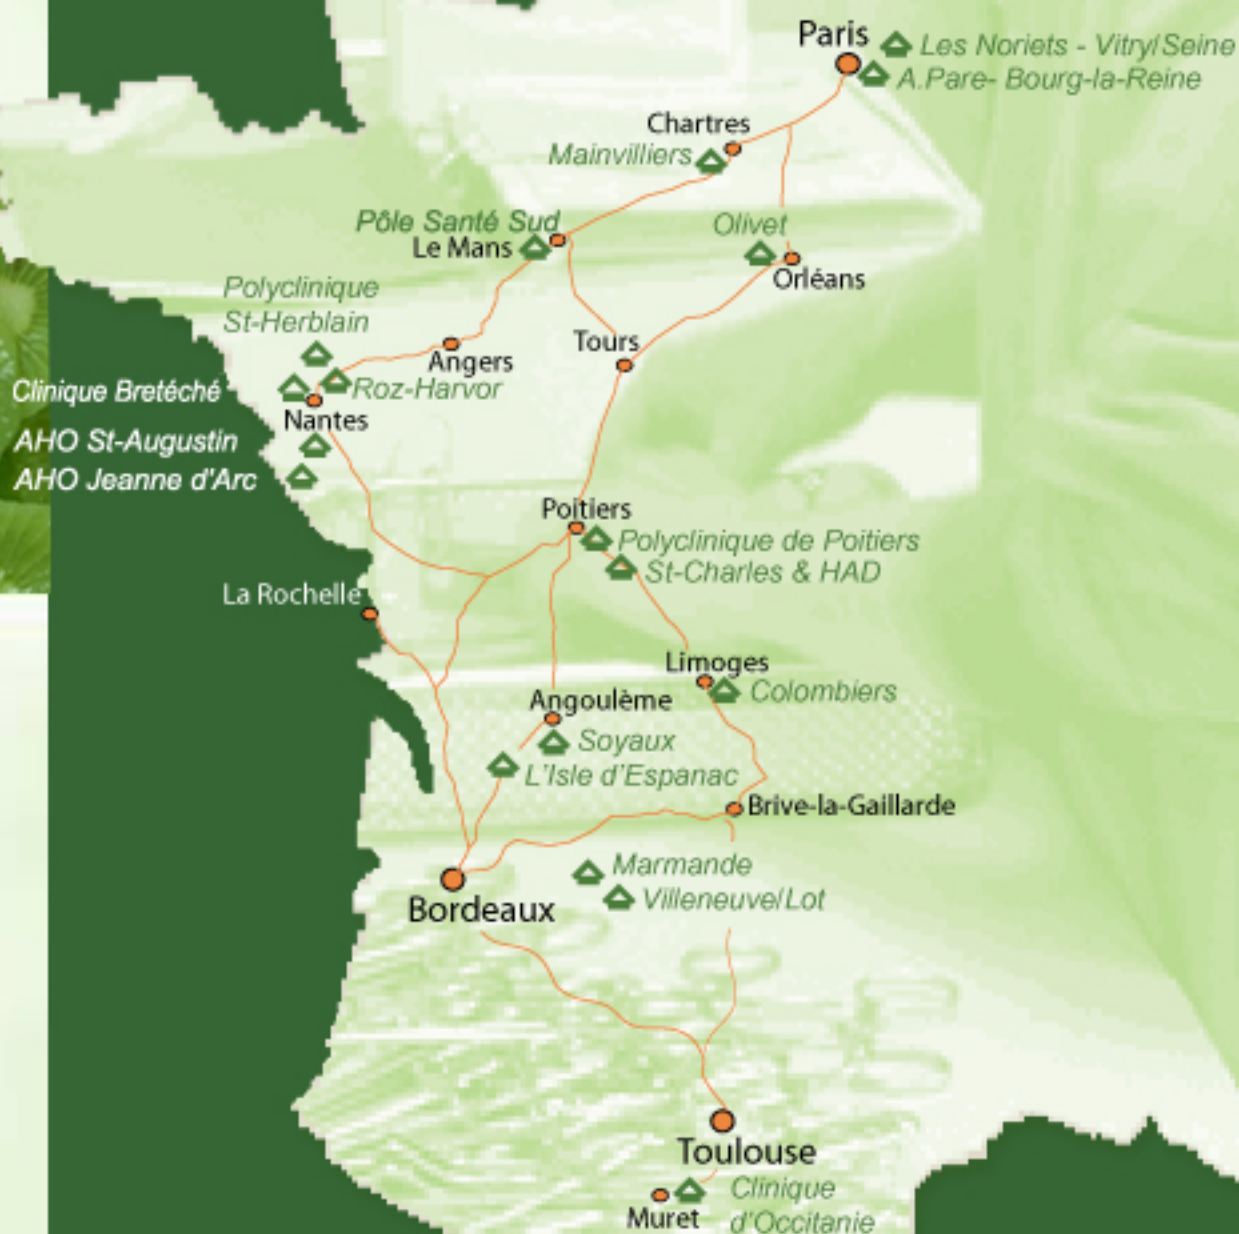 Paris
Les Noriets - Vitry/Seine
A.Pare- Bourg-la-Reine
Chartres
Mainvilliers
Pôle Santé Sud
Le Mans
Olivet
Orléans
Polyclinique
St-Herblain
Angers
Tours
Clinique Bretéché
Roz-Harvor
Nantes
AHO St-Augustin
AHO Jeanne d'Arc
Poitiers
Polyclinique de Poitiers
St-Charles & HAD
La Rochelle
Limoges
Colombiers
Angoulème
Soyaux
L'Isle d'Espanac
Brive-la-Gaillarde
Marmande
Villeneuve/Lot
Bordeaux
Toulouse
Clinique
d'Occitanie
Muret